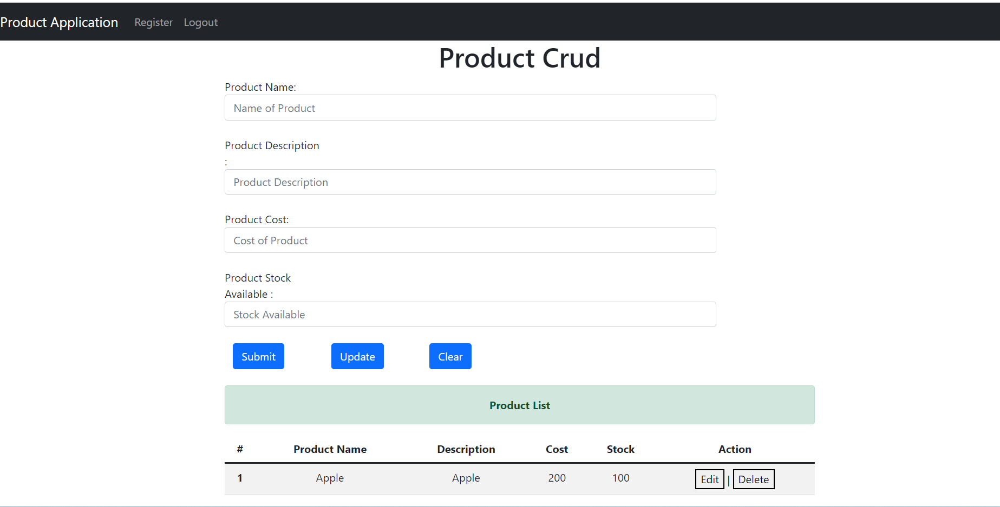 Product Application Register Logout
Product Crud
Product Name:
Name of Product
Product Description
:
Product Description
Product Cost:
Cost of Product
Product Stock
Available :
Stock Available
Submit Update Clear
Product List
# Product Name Description Cost Stock Action
1 Apple Apple 200 100 Edit | Delete